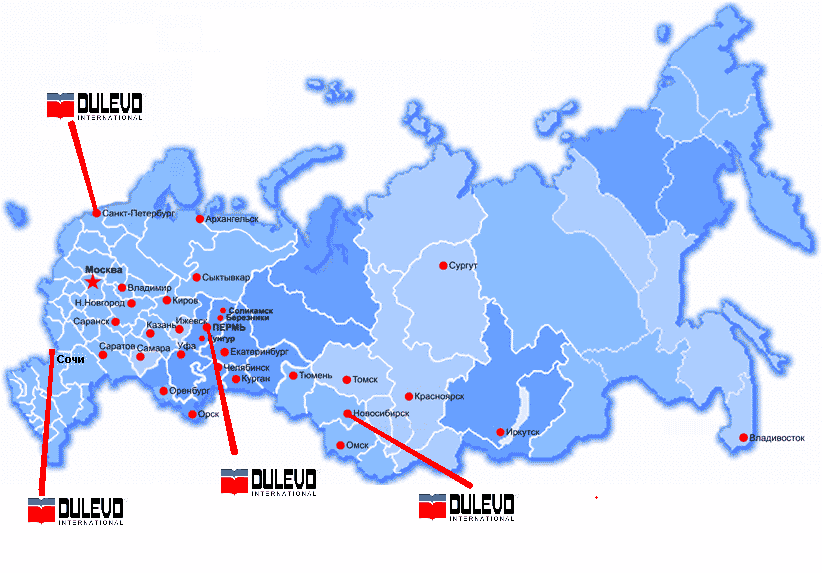 DULEVO
INTERNATIONAL
Санкт-Петербург
Архангельск
Москва
Сыктывкар
Сургут
Владимир
Н.Новгород
Киров
Соликамск
Березники
Саранск
Казань
Ижевск
ПЕРМЬ
Кунгур
Саратов
Самара
Уфа
Екатеринбург
Сочи
Челябинск
Курган
Тюмень
Томск
Оренбург
Красноярск
Орск
Новосибирск
Иркутск
Омск
Владивосток
DULEVO
INTERNATIONAL
DULEVO
INTERNATIONAL
DULEVO
INTERNATIONAL